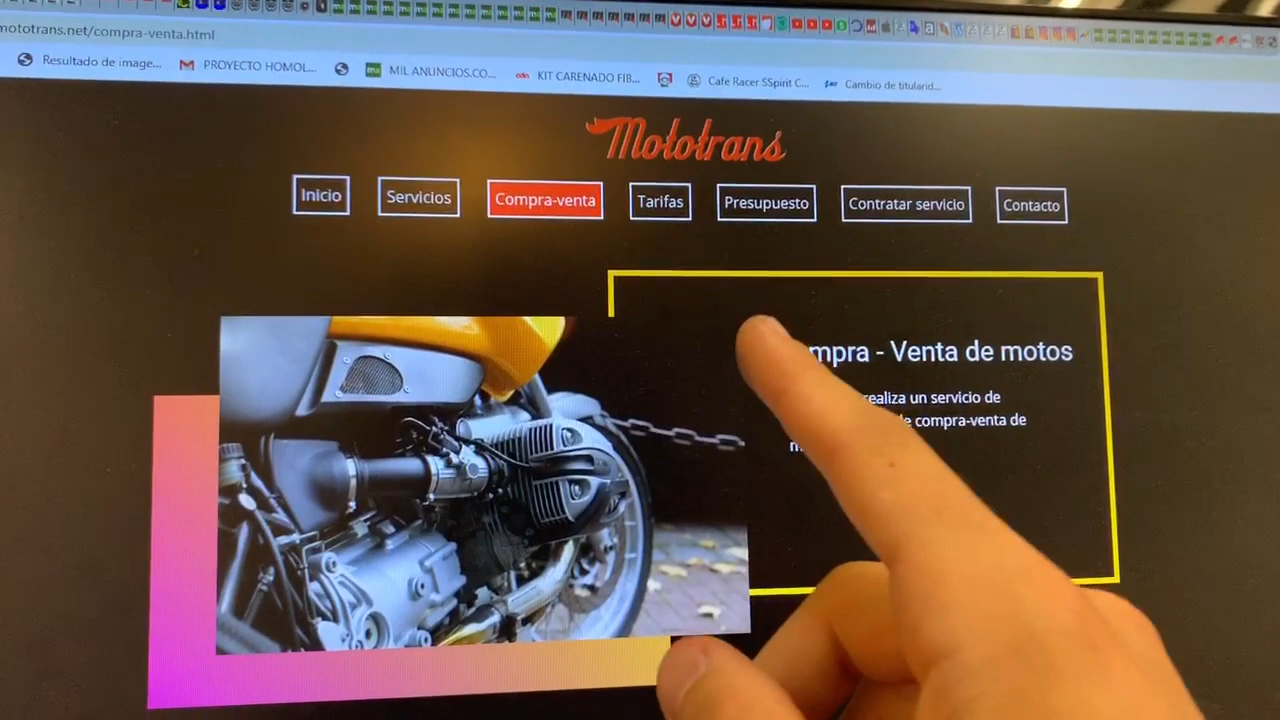 mototrans.net/compra-venta.html
Resultado de image...
PROYECTO HOMOL...
MIL ANUNCIOS.CO...
KIT CARENADO FIB...
Cafe Racer SSpirit C...
Cambio de titularid...
Mototrans
Inicio
Servicios
Compra-venta
Tarifas
Presupuesto
Contratar servicio
Contacto
mpra - Venta de motos
ealiza un servicio de
de compra-venta de